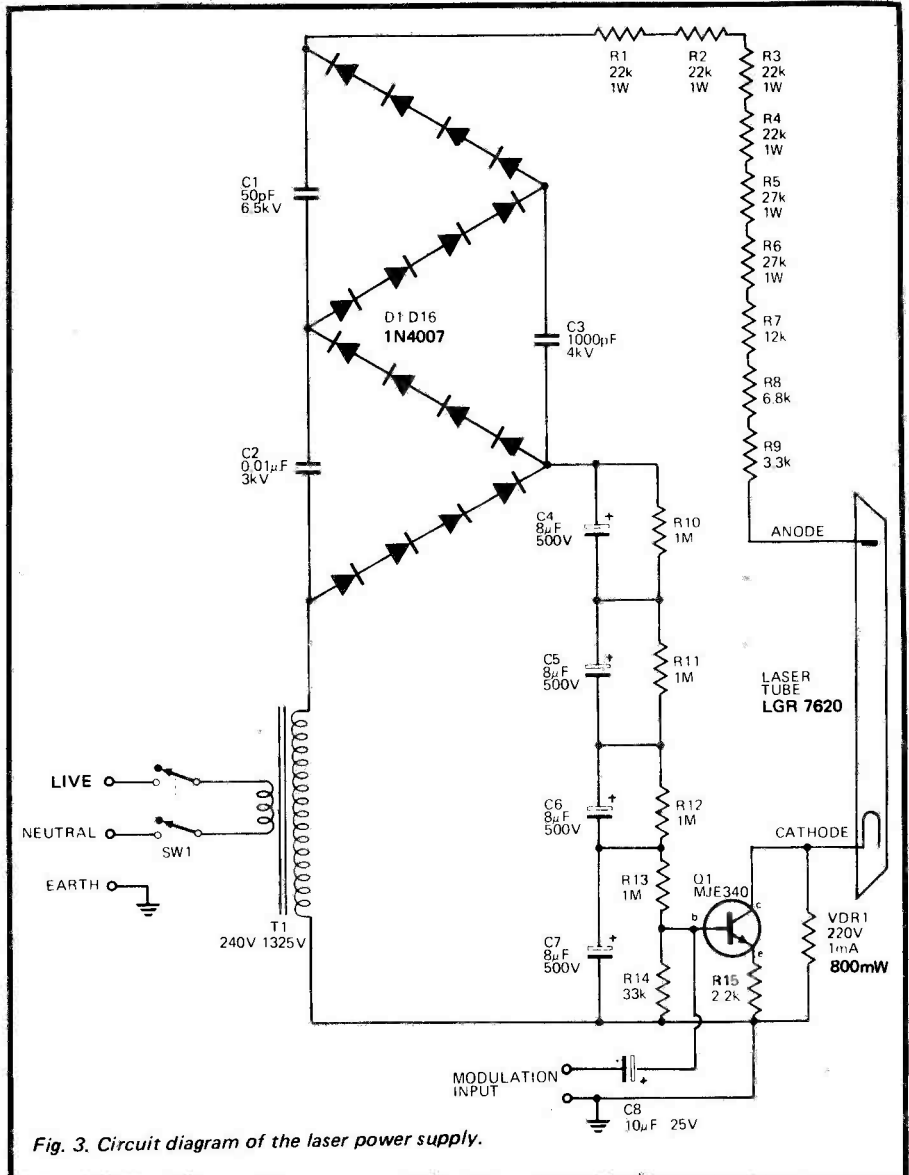 R1
22k
1W
R2
22k
1W
R3
22k
1W
R4
22k
1W
R5
27k
1W
R6
27k
1W
R7
12k
R8
6.8k
R9
3.3k
C1
50pF
6.5kV
D1 D16
1N4007
C3
1000pF
4kV
C2
0.01µF
3kV
C4
8µF
500V
+
R10
1M
ANODE
C5
8µF
500V
+
R11
1M
LASER
TUBE
LGR 7620
LIVE
NEUTRAL
SW1
EARTH
T1
240V 1325V
C6
8µF
500V
+
R12
1M
CATHODE
R13
1M
Q1
MJE340
b
c
e
C7
8µF
500V
+
R14
33k
R15
2.2k
VDR1
220V
1mA
800mW
MODULATION
INPUT
+
C8
10µF 25V
Fig. 3. Circuit diagram of the laser power supply.